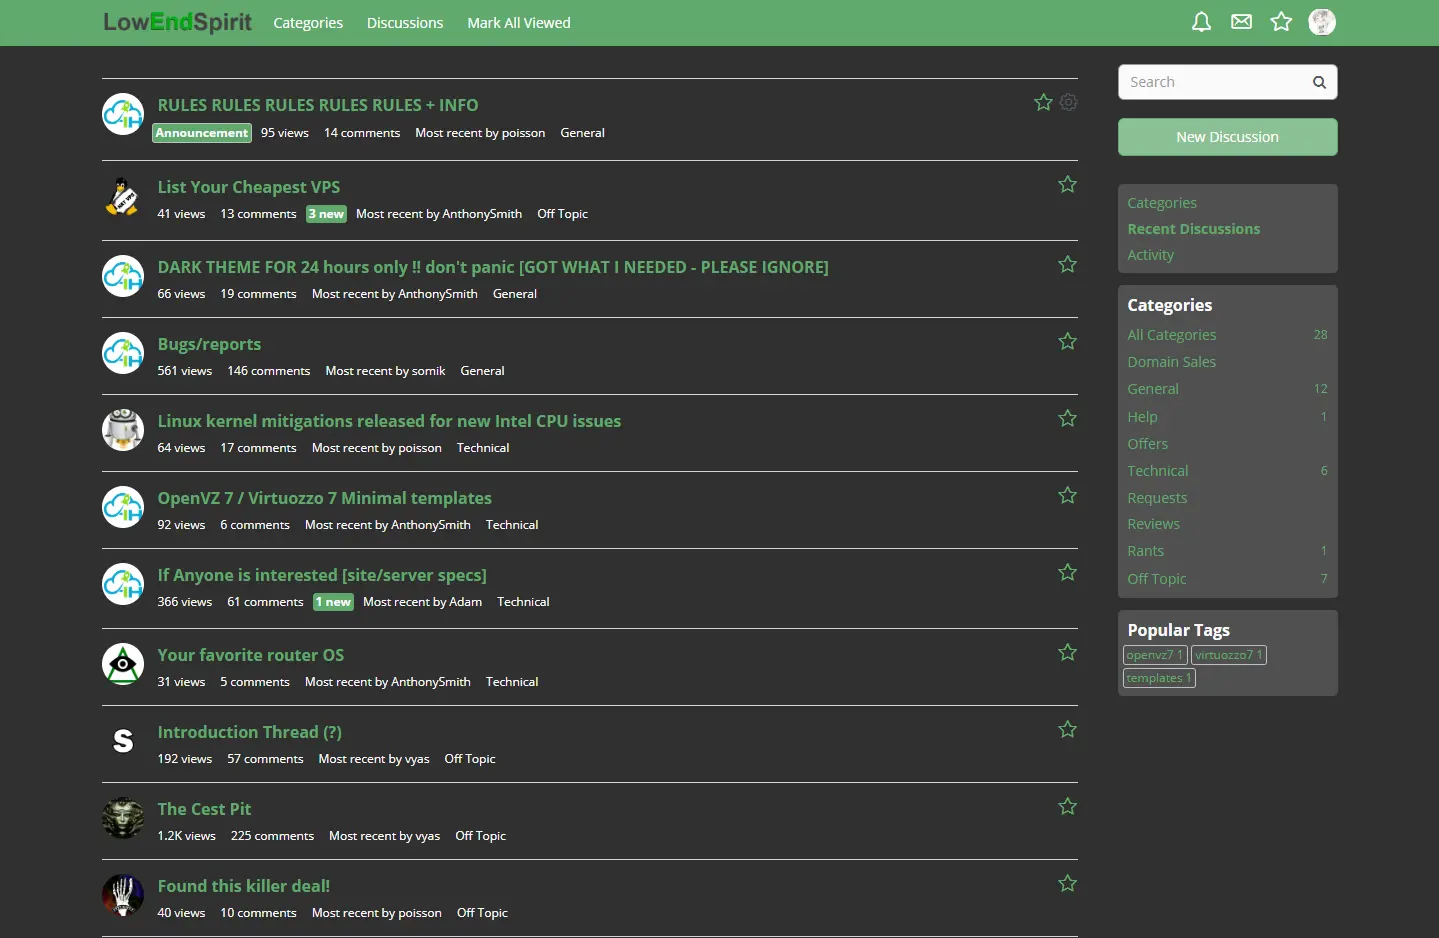 LowEndSpirit Categories Discussions Mark All Viewed
RULES RULES RULES RULES RULES + INFO
Announcement 95 views 14 comments Most recent by poisson General
List Your Cheapest VPS
41 views 13 comments 3 new Most recent by AnthonySmith Off Topic
DARK THEME FOR 24 hours only !! don't panic [GOT WHAT I NEEDED - PLEASE IGNORE]
66 views 19 comments Most recent by AnthonySmith General
Bugs/reports
561 views 146 comments Most recent by somik General
Linux kernel mitigations released for new Intel CPU issues
64 views 17 comments Most recent by poisson Technical
OpenVZ 7 / Virtuozzo 7 Minimal templates
92 views 6 comments Most recent by AnthonySmith Technical
If Anyone is interested [site/server specs]
366 views 61 comments 1 new Most recent by Adam Technical
Your favorite router OS
31 views 5 comments Most recent by AnthonySmith Technical
S
Introduction Thread (?)
192 views 57 comments Most recent by vyas Off Topic
The Cest Pit
1.2K views 225 comments Most recent by vyas Off Topic
Found this killer deal!
40 views 10 comments Most recent by poisson Off Topic
Search
New Discussion
Categories
Recent Discussions
Activity
Categories
All Categories 28
Domain Sales
General 12
Help 1
Offers
Technical 6
Requests
Reviews
Rants 1
Off Topic 7
Popular Tags
openvz7 1 virtuozzo7 1
templates 1